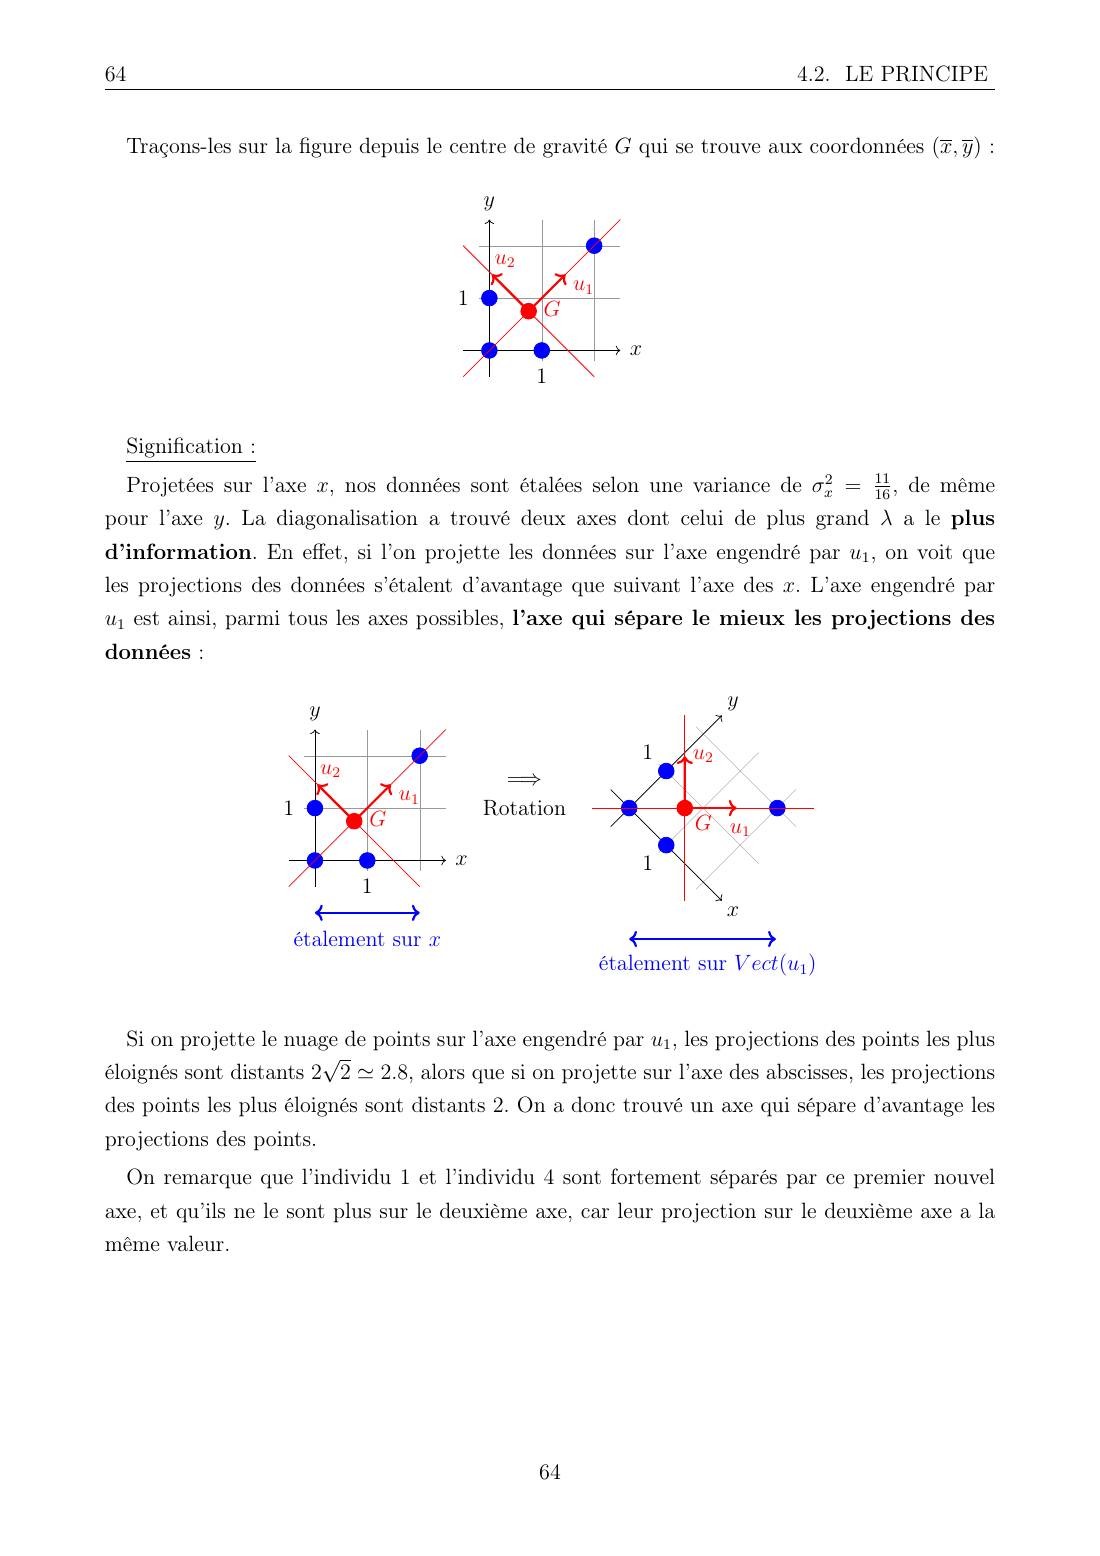 64 4.2. LE PRINCIPE
Traçons-les sur la figure depuis le centre de gravité G qui se trouve aux coordonnées (x̅, y̅) :
y
u₂
u₁
1
G
x
1
Signification :
Projetées sur l'axe x, nos données sont étalées selon une variance de σₓ² = 11/16, de même
pour l'axe y. La diagonalisation a trouvé deux axes dont celui de plus grand λ a le plus
d'information. En effet, si l'on projette les données sur l'axe engendré par u₁, on voit que
les projections des données s'étalent d'avantage que suivant l'axe des x. L'axe engendré par
u₁ est ainsi, parmi tous les axes possibles, l'axe qui sépare le mieux les projections des
données :
y
u₂
u₁
1
G
x
1
étalement sur x
⟹
Rotation
y
1
u₂
G
u₁
1
x
étalement sur Vect(u₁)
Si on projette le nuage de points sur l'axe engendré par u₁, les projections des points les plus
éloignés sont distants 2√2 ≃ 2.8, alors que si on projette sur l'axe des abscisses, les projections
des points les plus éloignés sont distants 2. On a donc trouvé un axe qui sépare d'avantage les
projections des points.
On remarque que l'individu 1 et l'individu 4 sont fortement séparés par ce premier nouvel
axe, et qu'ils ne le sont plus sur le deuxième axe, car leur projection sur le deuxième axe a la
même valeur.
64